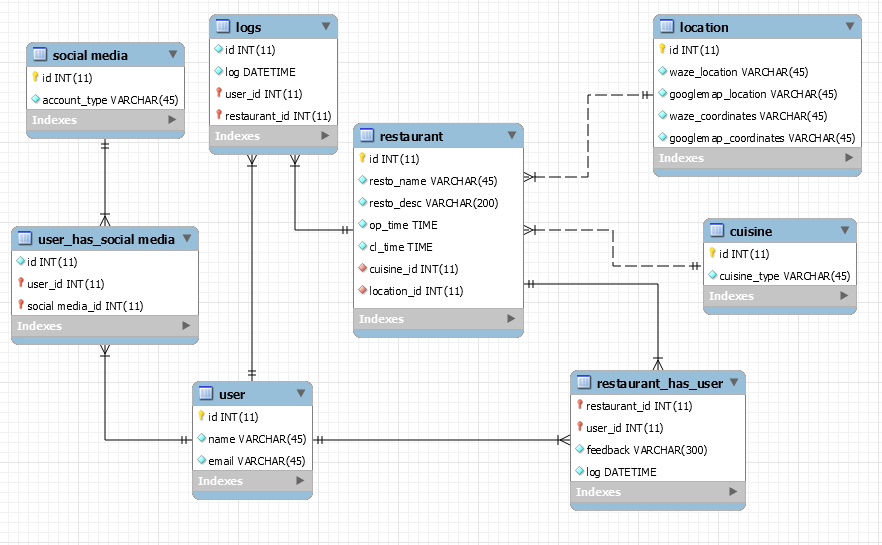 social media
id INT(11)
account_type VARCHAR(45)
Indexes
logs
id INT(11)
log DATETIME
user_id INT(11)
restaurant_id INT(11)
Indexes
location
id INT(11)
waze_location VARCHAR(45)
googlemap_location VARCHAR(45)
waze_coordinates VARCHAR(45)
googlemap_coordinates VARCHAR(45)
Indexes
restaurant
id INT(11)
resto_name VARCHAR(45)
resto_desc VARCHAR(200)
op_time TIME
cl_time TIME
cuisine_id INT(11)
location_id INT(11)
Indexes
user_has_social media
id INT(11)
user_id INT(11)
social media_id INT(11)
Indexes
cuisine
id INT(11)
cuisine_type VARCHAR(45)
Indexes
user
id INT(11)
name VARCHAR(45)
email VARCHAR(45)
Indexes
restaurant_has_user
restaurant_id INT(11)
user_id INT(11)
feedback VARCHAR(300)
log DATETIME
Indexes